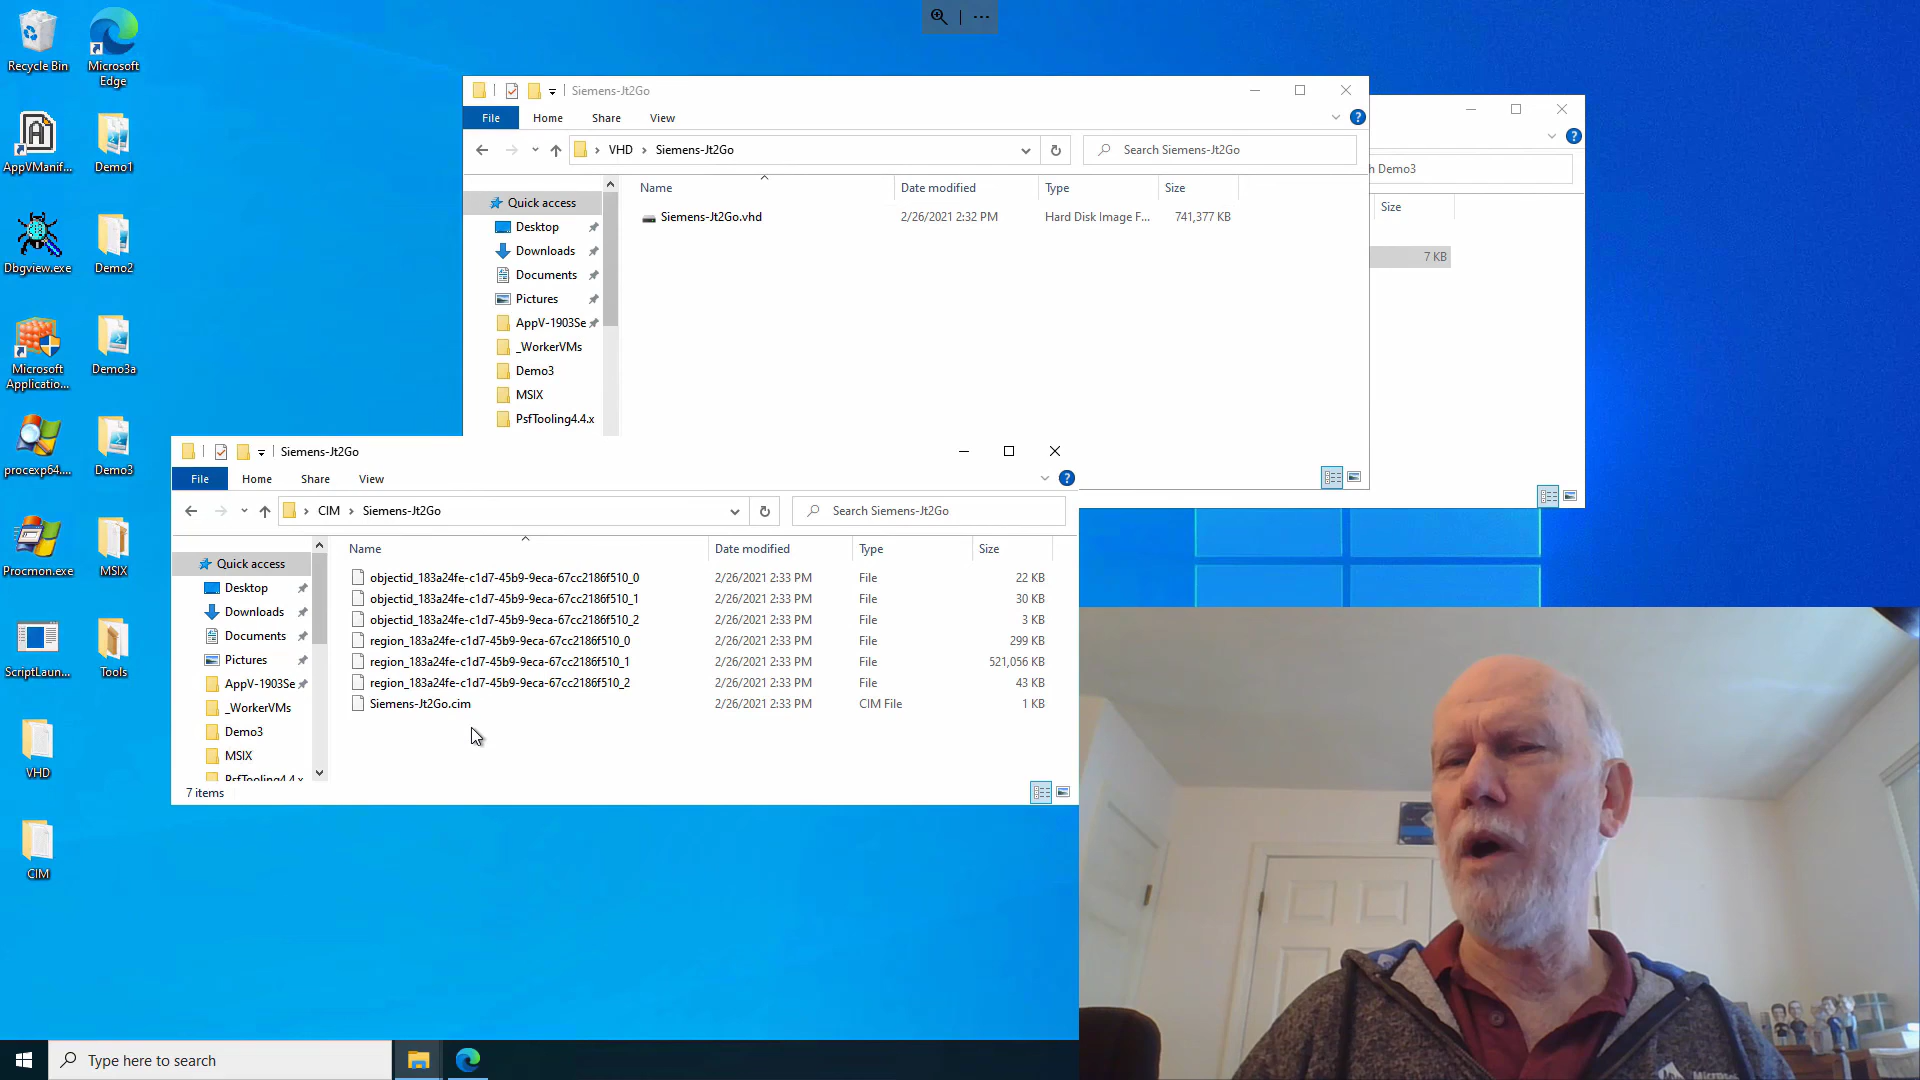 Recycle Bin
Microsoft
Edge
AppVManif...
Demo1
Dbgview.exe
Demo2
Microsoft
Applicatio...
Demo3a
procexp64....
Demo3
Procmon.exe
MSIX
ScriptLaun...
Tools
VHD
CIM
Siemens-Jt2Go
File Home Share View
VHD Siemens-Jt2Go
Search Siemens-Jt2Go
Name Date modified Type Size
Siemens-Jt2Go.vhd 2/26/2021 2:32 PM Hard Disk Image F... 741,377 KB
Quick access
Desktop
Downloads
Documents
Pictures
AppV-1903Se
_WorkerVMs
Demo3
MSIX
PsfTooling4.4.x
Demo3
Size
7 KB
Siemens-Jt2Go
File Home Share View
CIM Siemens-Jt2Go
Search Siemens-Jt2Go
Quick access
Desktop
Downloads
Documents
Pictures
AppV-1903Se
_WorkerVMs
Demo3
MSIX
PsfTooling4.4.x
Name Date modified Type Size
objectid_183a24fe-c1d7-45b9-9eca-67cc2186f510_0 2/26/2021 2:33 PM File 22 KB
objectid_183a24fe-c1d7-45b9-9eca-67cc2186f510_1 2/26/2021 2:33 PM File 30 KB
objectid_183a24fe-c1d7-45b9-9eca-67cc2186f510_2 2/26/2021 2:33 PM File 3 KB
region_183a24fe-c1d7-45b9-9eca-67cc2186f510_0 2/26/2021 2:33 PM File 299 KB
region_183a24fe-c1d7-45b9-9eca-67cc2186f510_1 2/26/2021 2:33 PM File 521,056 KB
region_183a24fe-c1d7-45b9-9eca-67cc2186f510_2 2/26/2021 2:33 PM File 43 KB
Siemens-Jt2Go.cim 2/26/2021 2:33 PM CIM File 1 KB
7 items
Type here to search